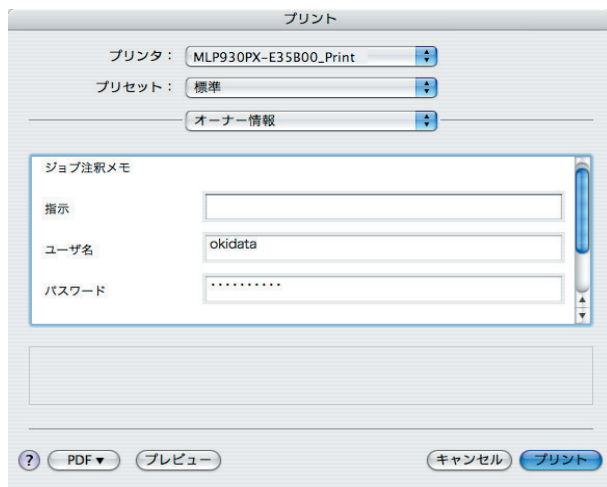 プリント
プリンタ： MLP930PX-E35B00_Print
プリセット： 標準
オーナー情報
ジョブ注釈メモ
指示
ユーザ名 okidata
パスワード ··········
? PDF▼ プレビュー キャンセル プリント